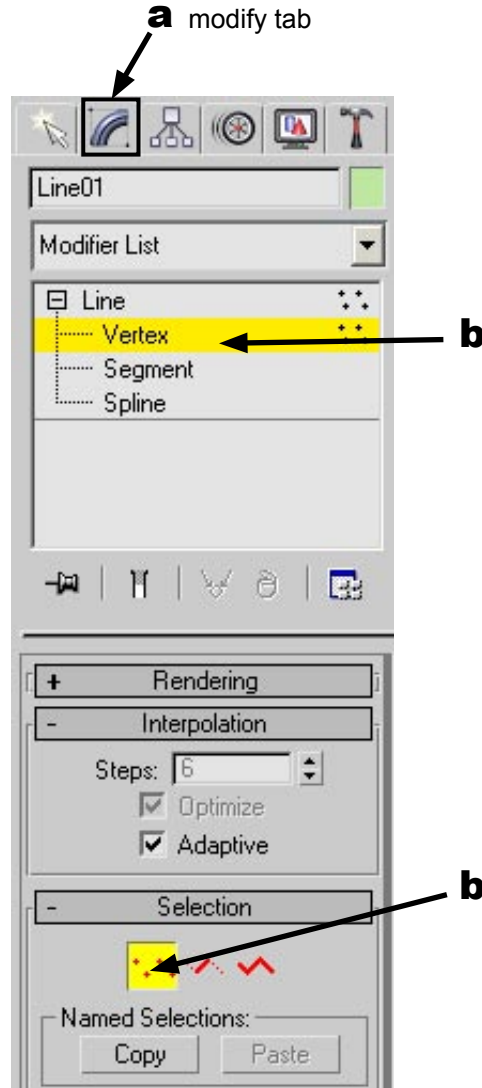 a modify tab
Line01
Modifier List
Line
Vertex
b
Segment
Spline
+ Rendering
- Interpolation
Steps: 6
Optimize
Adaptive
b
- Selection
Named Selections:
Copy Paste